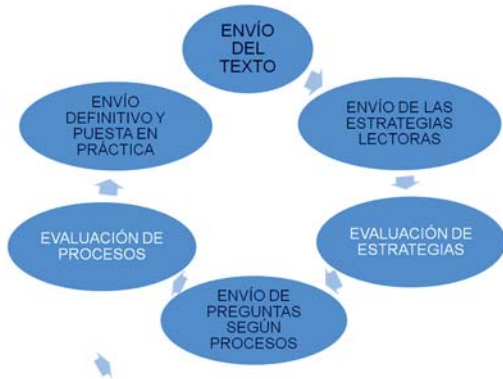 ENVÍO
DEL
TEXTO
ENVÍO DE LAS
ESTRATEGIAS
LECTORAS
EVALUACIÓN DE
ESTRATEGIAS
ENVÍO DE
PREGUNTAS
SEGÚN
PROCESOS
EVALUACIÓN DE
PROCESOS
ENVÍO
DEFINITIVO Y
PUESTA EN
PRÁCTICA